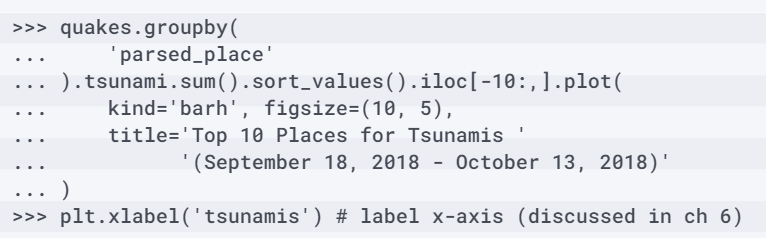 >>> quakes.groupby(
...     'parsed_place'
... ).tsunami.sum().sort_values().iloc[-10:,].plot(
...     kind='barh', figsize=(10, 5),
...     title='Top 10 Places for Tsunamis '
...           '(September 18, 2018 - October 13, 2018)'
... )
>>> plt.xlabel('tsunamis') # label x-axis (discussed in ch 6)